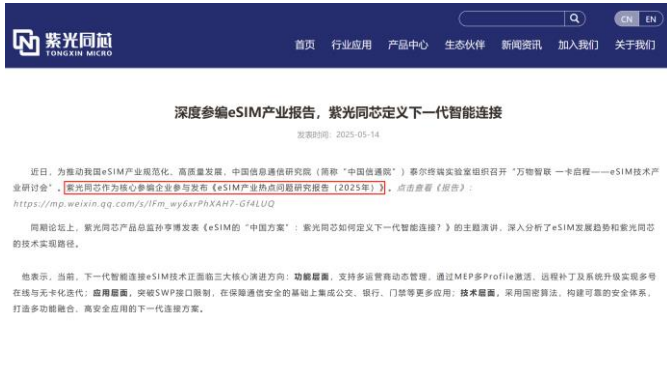 CN EN
紫光同芯
TONGXIN MICRO
首页 行业应用 产品中心 生态伙伴 新闻资讯 加入我们 关于我们
深度参编eSIM产业报告，紫光同芯定义下一代智能连接
发表时间：2025-05-14
近日，为推动我国eSIM产业规范化、高质量发展，中国信息通信研究院（简称“中国信通院”）泰尔终端实验室组织召开“万物智联 一卡启程——eSIM技术产
业研讨会”。紫光同芯作为核心参编企业参与发布《eSIM产业热点问题研究报告（2025年）》。点击查看《报告》：
https://mp.weixin.qq.com/s/lFm_wy6xrPhXAH7-Gf4LUQ
同期论坛上，紫光同芯产品总监孙亨博发表《eSIM的“中国方案”：紫光同芯如何定义下一代智能连接？》的主题演讲，深入分析了eSIM发展趋势和紫光同芯
的技术实现路径。
他表示，当前，下一代智能连接eSIM技术正面临三大核心演进方向：功能层面，支持多运营商动态管理，通过MEP多Profile激活、远程补丁及系统升级实现多号
在线与无卡化迭代；应用层面，突破SWP接口限制，在保障通信安全的基础上集成公交、银行、门禁等更多应用；技术层面，采用国密算法，构建可靠的安全体系，
打造多功能融合、高安全应用的下一代连接方案。